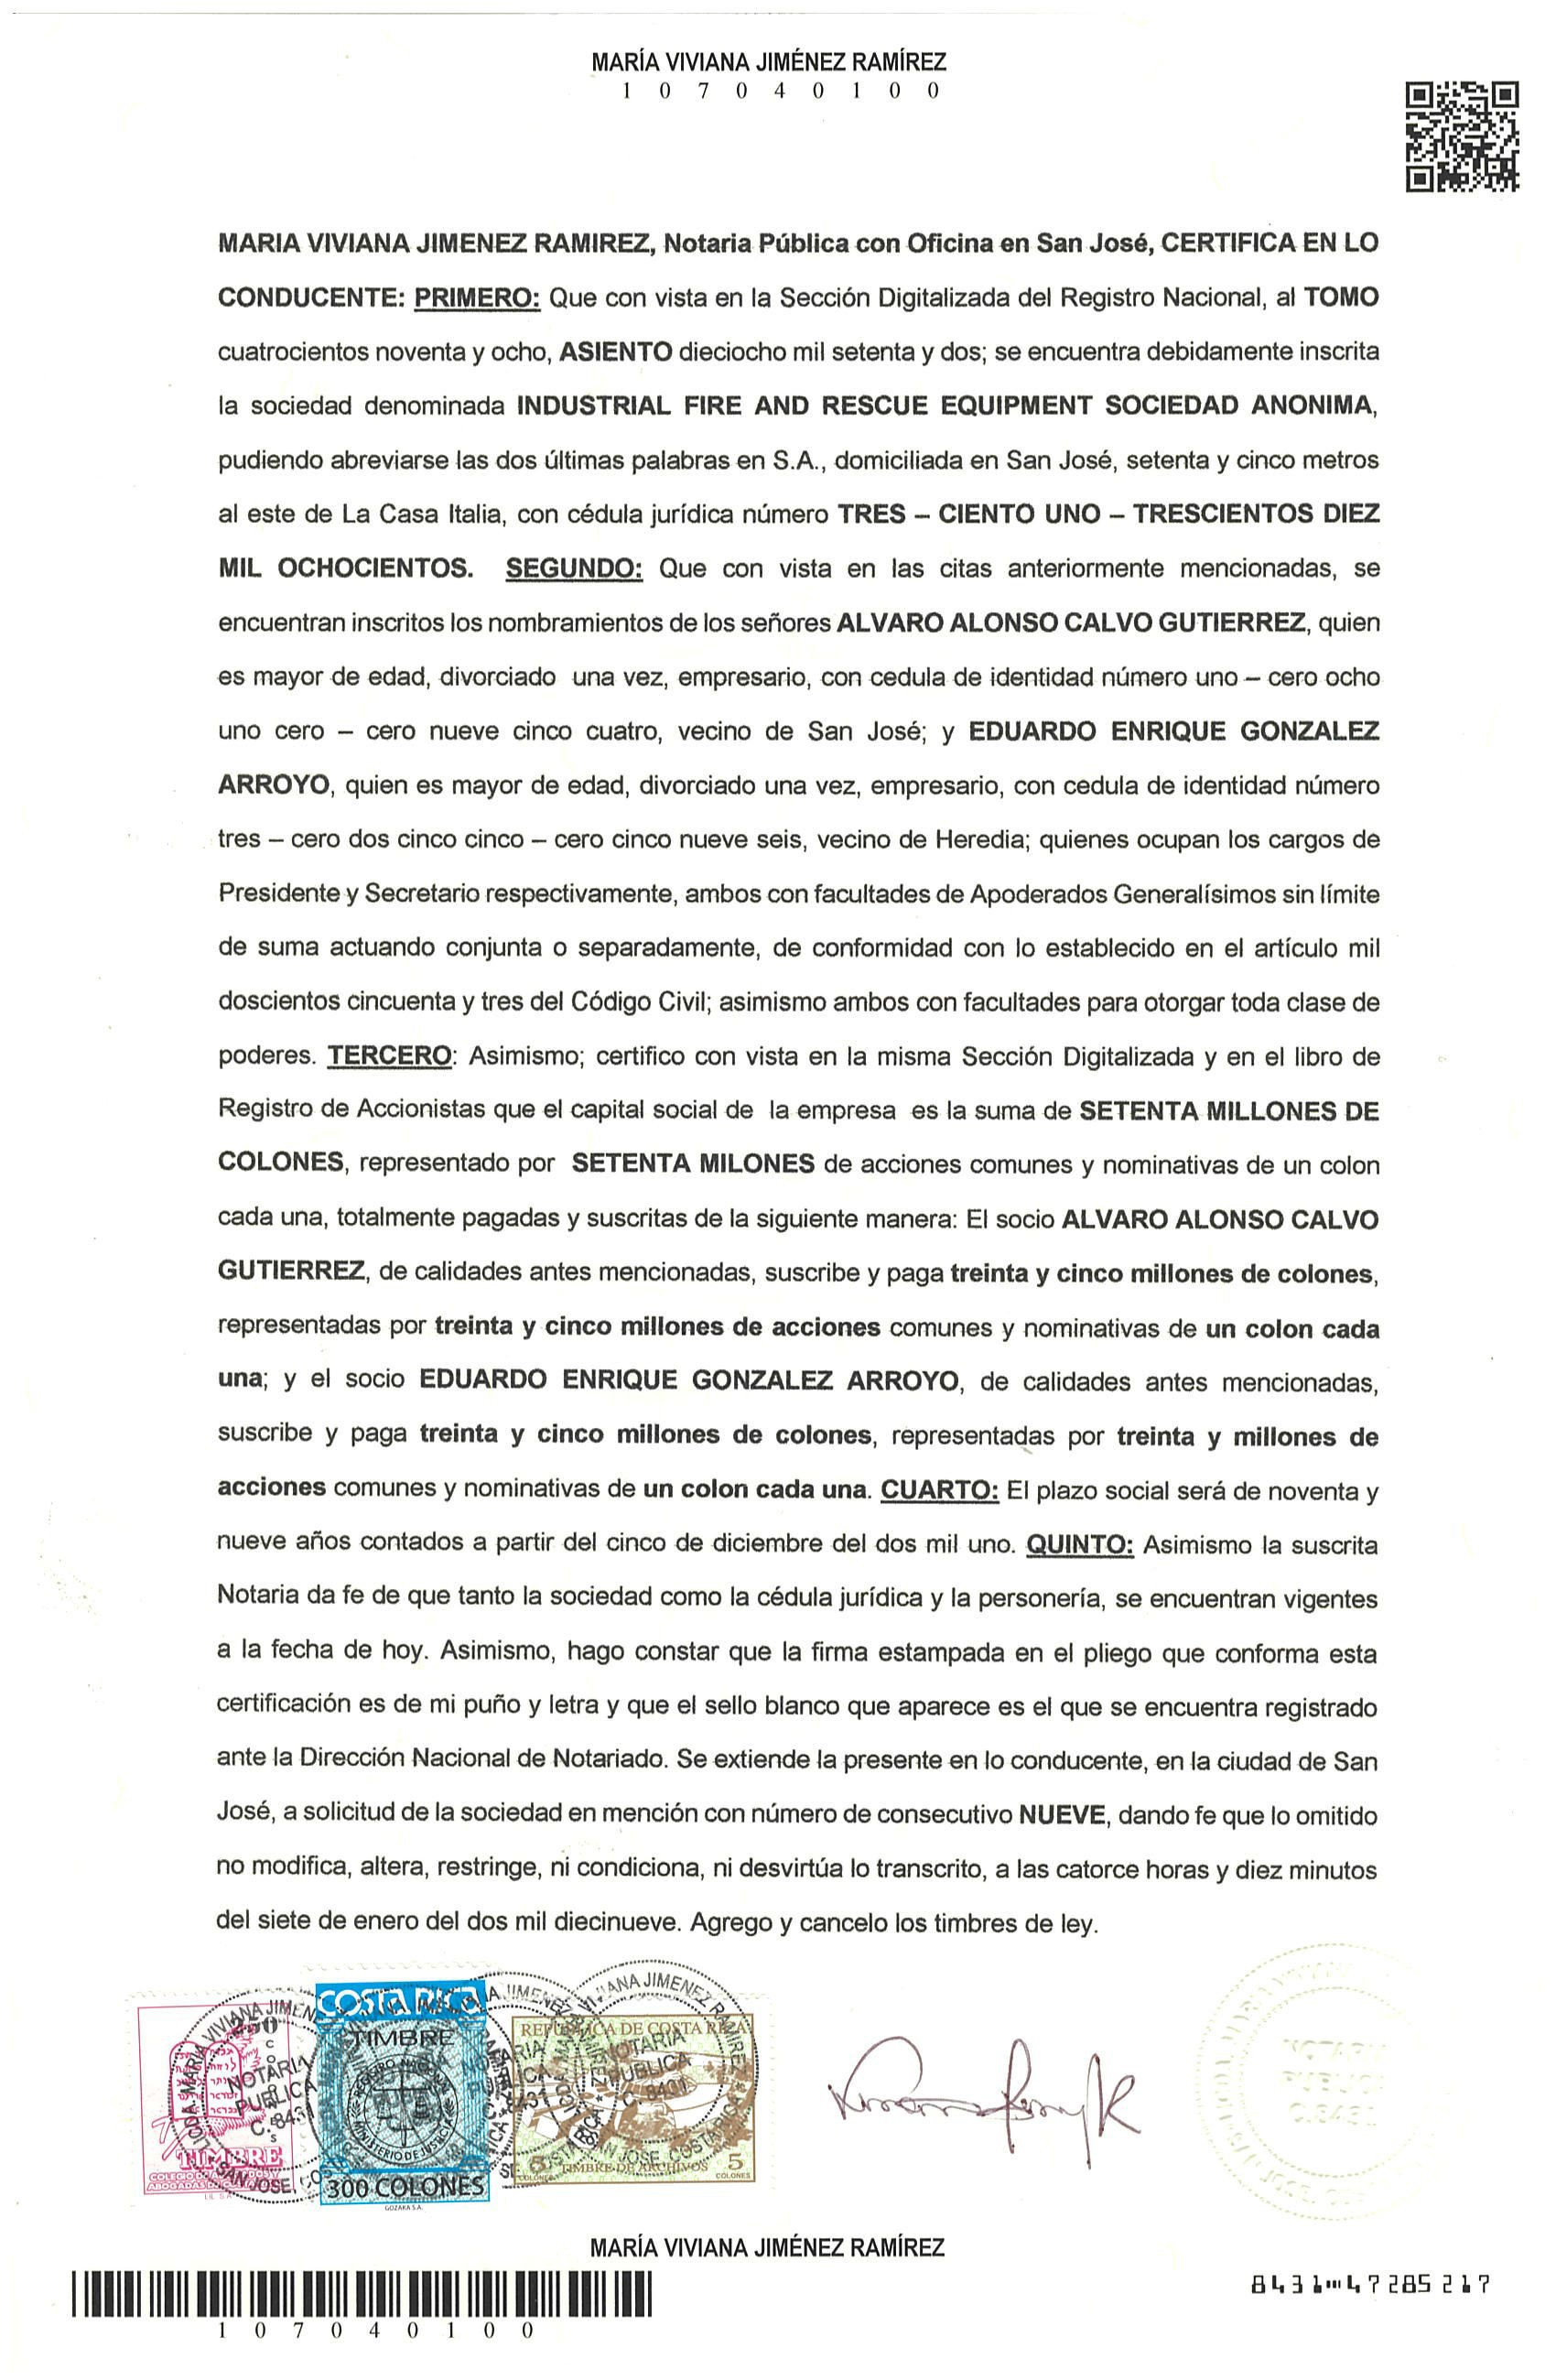 MARÍA VIVIANA JIMÉNEZ RAMÍREZ
1 0 7 0 4 0 1 0 0
MARIA VIVIANA JIMENEZ RAMIREZ, Notaria Pública con Oficina en San José, CERTIFICA EN LO
CONDUCENTE: PRIMERO: Que con vista en la Sección Digitalizada del Registro Nacional, al TOMO
cuatrocientos noventa y ocho, ASIENTO dieciocho mil setenta y dos; se encuentra debidamente inscrita
la sociedad denominada INDUSTRIAL FIRE AND RESCUE EQUIPMENT SOCIEDAD ANONIMA,
pudiendo abreviarse las dos últimas palabras en S.A., domiciliada en San José, setenta y cinco metros
al este de La Casa Italia, con cédula jurídica número TRES – CIENTO UNO – TRESCIENTOS DIEZ
MIL OCHOCIENTOS. SEGUNDO: Que con vista en las citas anteriormente mencionadas, se
encuentran inscritos los nombramientos de los señores ALVARO ALONSO CALVO GUTIERREZ, quien
es mayor de edad, divorciado una vez, empresario, con cedula de identidad número uno – cero ocho
uno cero – cero nueve cinco cuatro, vecino de San José; y EDUARDO ENRIQUE GONZALEZ
ARROYO, quien es mayor de edad, divorciado una vez, empresario, con cedula de identidad número
tres – cero dos cinco cinco – cero cinco nueve seis, vecino de Heredia; quienes ocupan los cargos de
Presidente y Secretario respectivamente, ambos con facultades de Apoderados Generalísimos sin límite
de suma actuando conjunta o separadamente, de conformidad con lo establecido en el artículo mil
doscientos cincuenta y tres del Código Civil; asimismo ambos con facultades para otorgar toda clase de
poderes. TERCERO: Asimismo; certifico con vista en la misma Sección Digitalizada y en el libro de
Registro de Accionistas que el capital social de la empresa es la suma de SETENTA MILLONES DE
COLONES, representado por SETENTA MILONES de acciones comunes y nominativas de un colon
cada una, totalmente pagadas y suscritas de la siguiente manera: El socio ALVARO ALONSO CALVO
GUTIERREZ, de calidades antes mencionadas, suscribe y paga treinta y cinco millones de colones,
representadas por treinta y cinco millones de acciones comunes y nominativas de un colon cada
una; y el socio EDUARDO ENRIQUE GONZALEZ ARROYO, de calidades antes mencionadas,
suscribe y paga treinta y cinco millones de colones, representadas por treinta y millones de
acciones comunes y nominativas de un colon cada una. CUARTO: El plazo social será de noventa y
nueve años contados a partir del cinco de diciembre del dos mil uno. QUINTO: Asimismo la suscrita
Notaria da fe de que tanto la sociedad como la cédula jurídica y la personería, se encuentran vigentes
a la fecha de hoy. Asimismo, hago constar que la firma estampada en el pliego que conforma esta
certificación es de mi puño y letra y que el sello blanco que aparece es el que se encuentra registrado
ante la Dirección Nacional de Notariado. Se extiende la presente en lo conducente, en la ciudad de San
José, a solicitud de la sociedad en mención con número de consecutivo NUEVE, dando fe que lo omitido
no modifica, altera, restringe, ni condiciona, ni desvirtúa lo transcrito, a las catorce horas y diez minutos
del siete de enero del dos mil diecinueve. Agrego y cancelo los timbres de ley.
COSTA RICA
TIMBRE
REGISTRO NACIONAL
MINISTERIO DE JUSTICIA
300 COLONES
GOZAKA S.A.
TIMBRE
NOTARIA
PUBLICA
C. 8431
REPUBLICA DE COSTA RICA
NOTARIA
PUBLICA
5 TIMBRE DE ARCHIVOS 5
COLONES
MARÍA VIVIANA JIMÉNEZ RAMÍREZ
1 0 7 0 4 0 1 0 0
8431-47285217